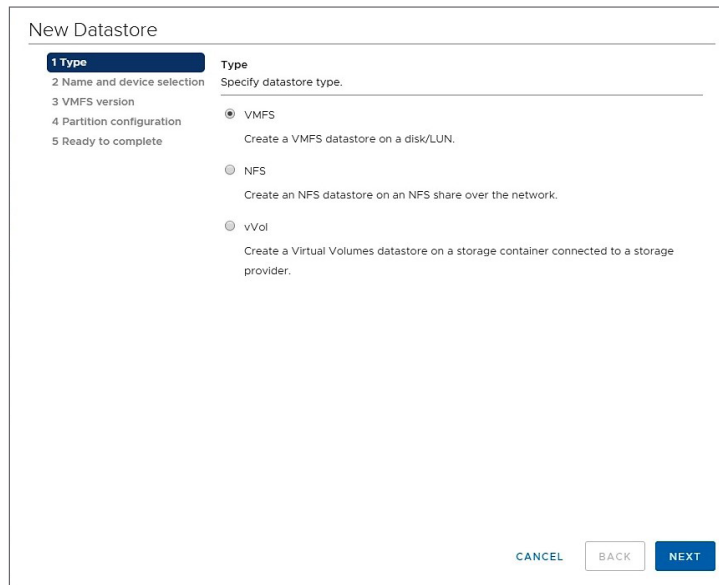 New Datastore
1 Type
2 Name and device selection
3 VMFS version
4 Partition configuration
5 Ready to complete
Type
Specify datastore type.
VMFS
Create a VMFS datastore on a disk/LUN.
NFS
Create an NFS datastore on an NFS share over the network.
vVol
Create a Virtual Volumes datastore on a storage container connected to a storage
provider.
CANCEL
BACK
NEXT